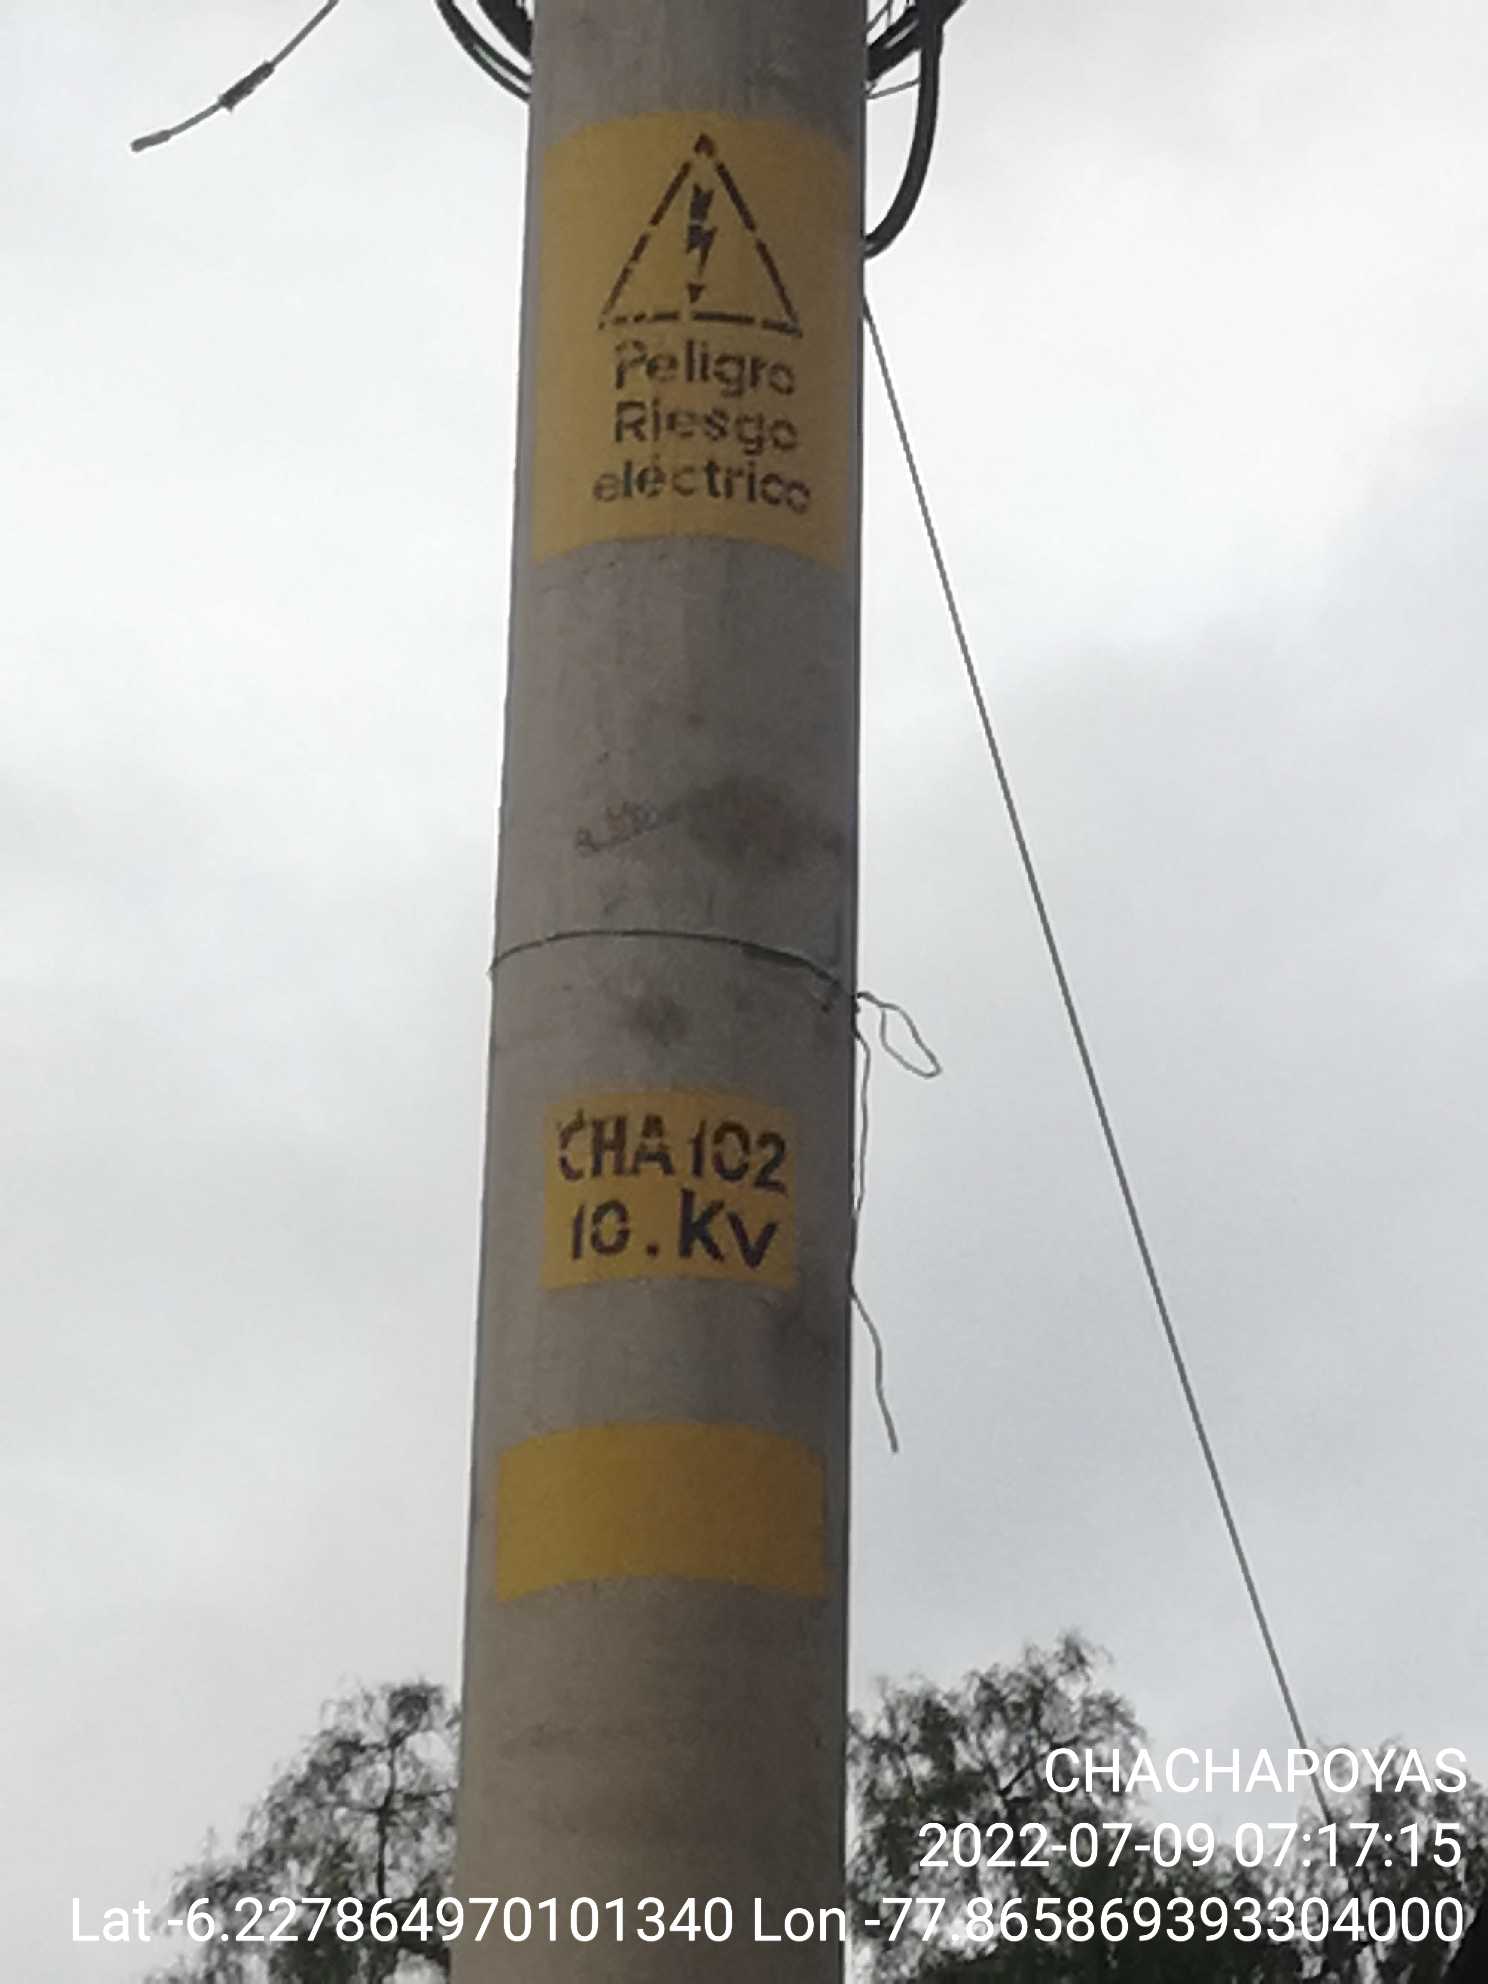 Peligro
Riesgo
eléctrico
CHA 102
10.Kv
CHACHAPOYAS
2022-07-09 07:17:15
Lat -6.227864970101340 Lon -77.865869393304000